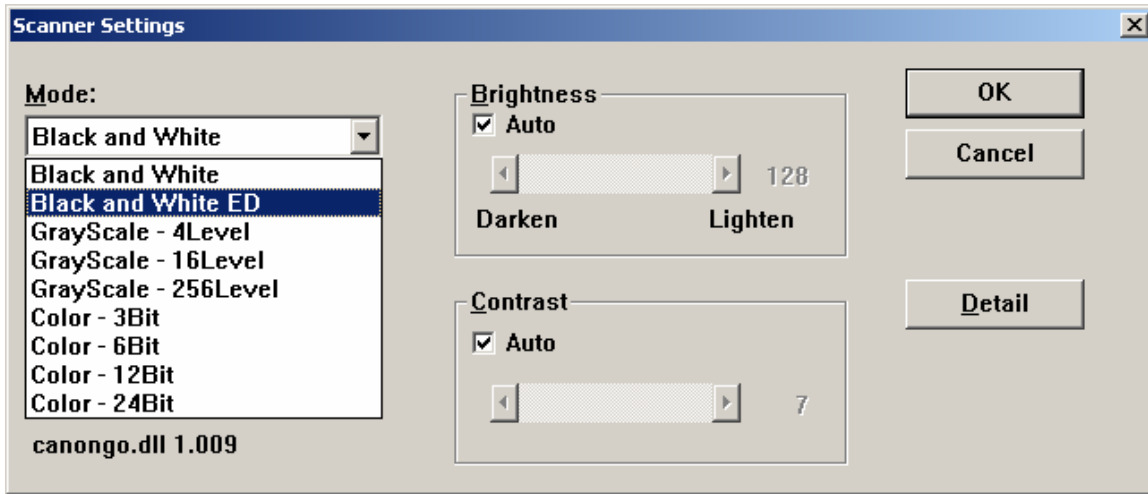 Scanner Settings
Mode:
Black and White
Black and White
Black and White ED
GrayScale - 4Level
GrayScale - 16Level
GrayScale - 256Level
Color - 3Bit
Color - 6Bit
Color - 12Bit
Color - 24Bit
canongo.dll 1.009
Brightness
Auto
128
Darken Lighten
Contrast
Auto
7
OK
Cancel
Detail